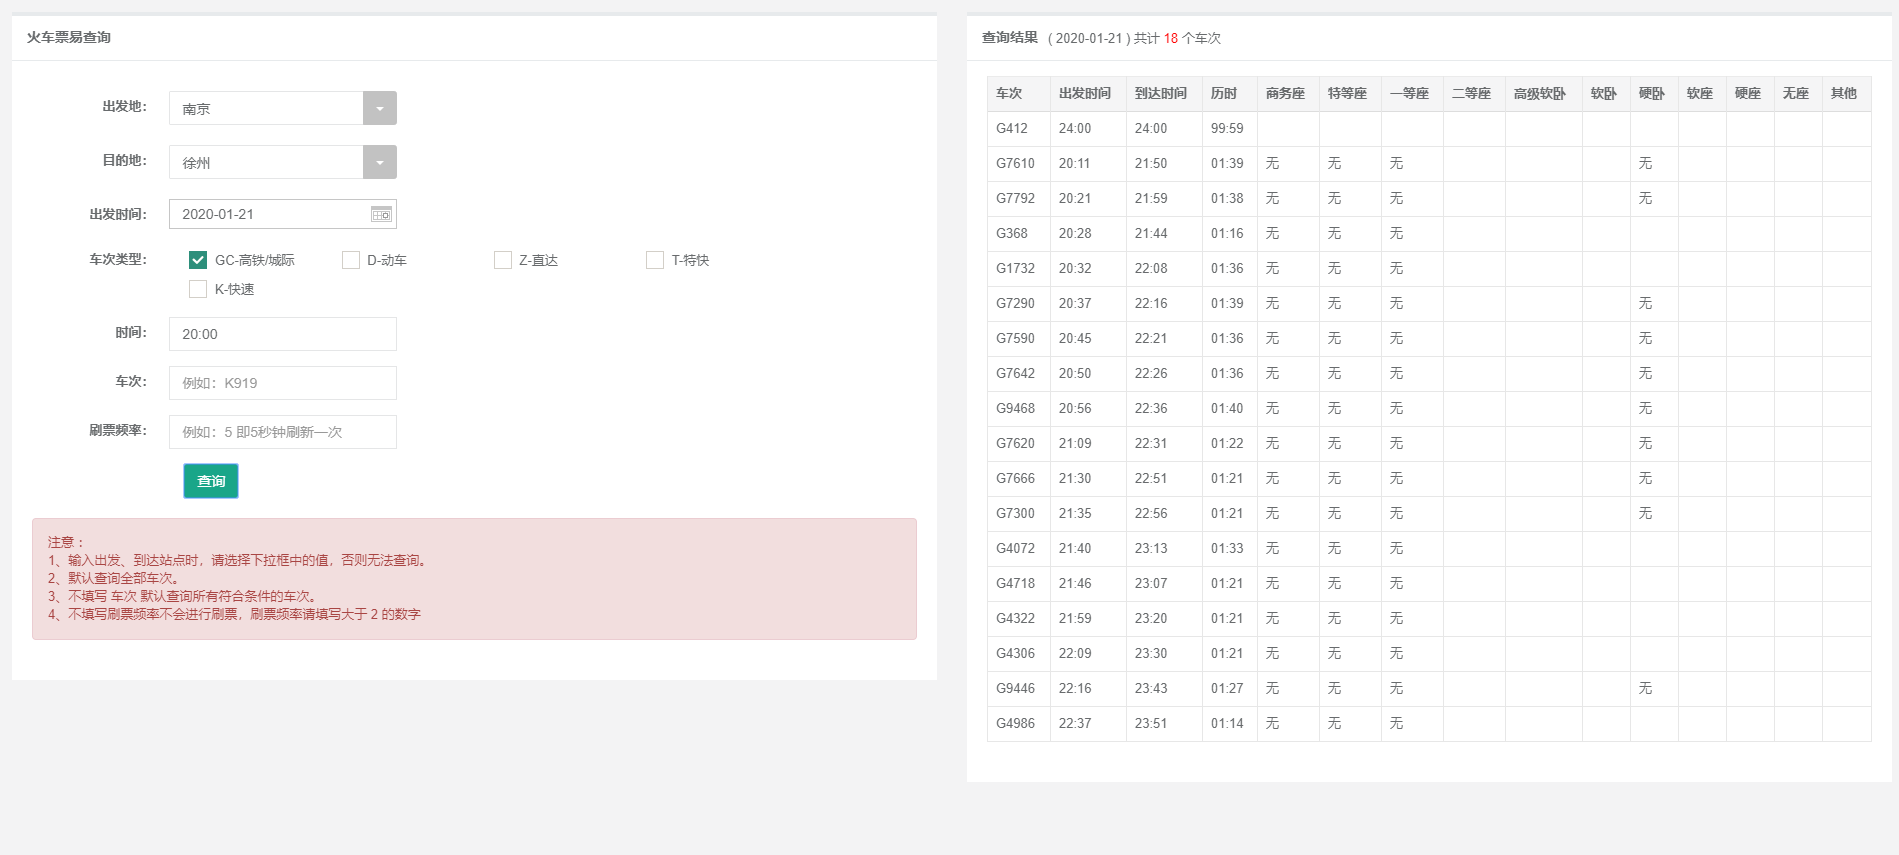 火车票易查询
出发地：
南京
目的地：
徐州
出发时间：
2020-01-21
车次类型：
GC-高铁/城际 D-动车 Z-直达 T-特快
K-快速
时间：
20:00
车次：
例如：K919
刷票频率：
例如：5 即5秒钟刷新一次
查询
注意：
1、输入出发、到达站点时，请选择下拉框中的值，否则无法查询。
2、默认查询全部车次。
3、不填写 车次 默认查询所有符合条件的车次。
4、不填写刷票频率不会进行刷票，刷票频率请填写大于 2 的数字
查询结果 ( 2020-01-21 ) 共计 18 个车次
车次 出发时间 到达时间 历时 商务座 特等座 一等座 二等座 高级软卧 软卧 硬卧 软座 硬座 无座 其他
G412 24:00 24:00 99:59
G7610 20:11 21:50 01:39 无 无 无 无
G7792 20:21 21:59 01:38 无 无 无 无
G368 20:28 21:44 01:16 无 无 无
G1732 20:32 22:08 01:36 无 无 无
G7290 20:37 22:16 01:39 无 无 无 无
G7590 20:45 22:21 01:36 无 无 无 无
G7642 20:50 22:26 01:36 无 无 无 无
G9468 20:56 22:36 01:40 无 无 无 无
G7620 21:09 22:31 01:22 无 无 无 无
G7666 21:30 22:51 01:21 无 无 无 无
G7300 21:35 22:56 01:21 无 无 无 无
G4072 21:40 23:13 01:33 无 无 无
G4718 21:46 23:07 01:21 无 无 无
G4322 21:59 23:20 01:21 无 无 无
G4306 22:09 23:30 01:21 无 无 无
G9446 22:16 23:43 01:27 无 无 无 无
G4986 22:37 23:51 01:14 无 无 无